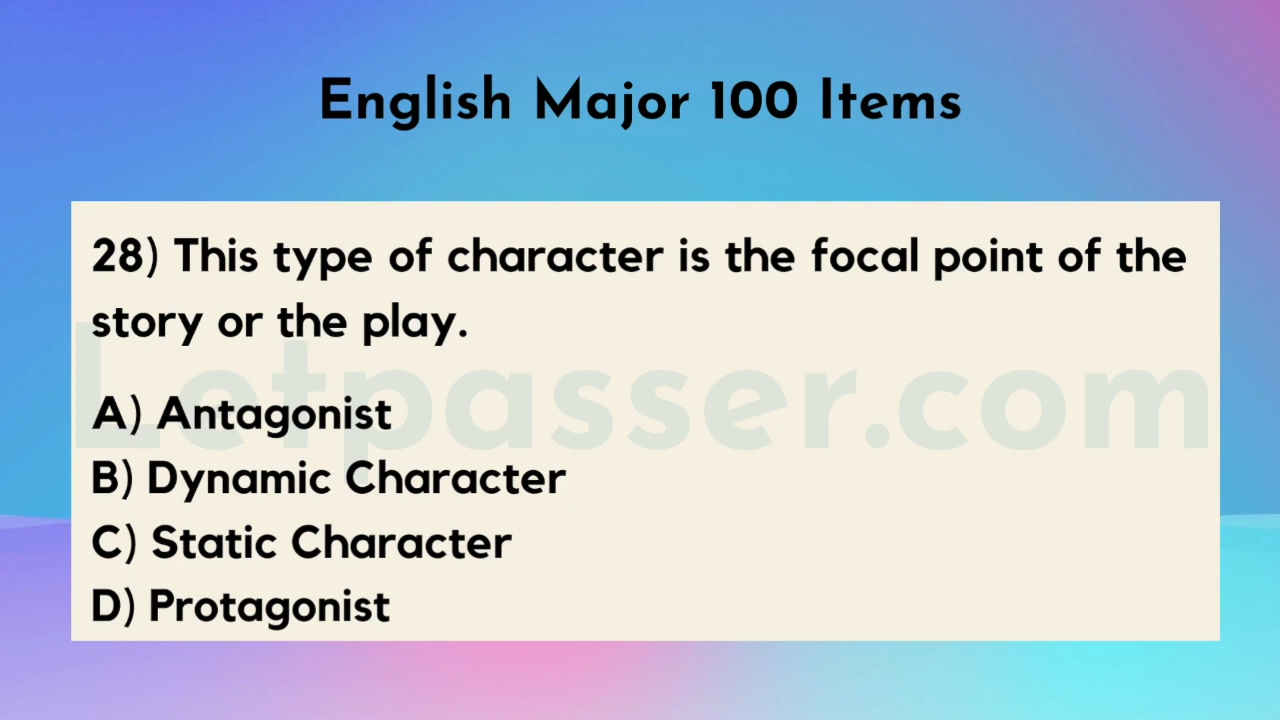 English Major 100 Items
28) This type of character is the focal point of the
story or the play.
Letpasser.com
A) Antagonist
B) Dynamic Character
C) Static Character
D) Protagonist